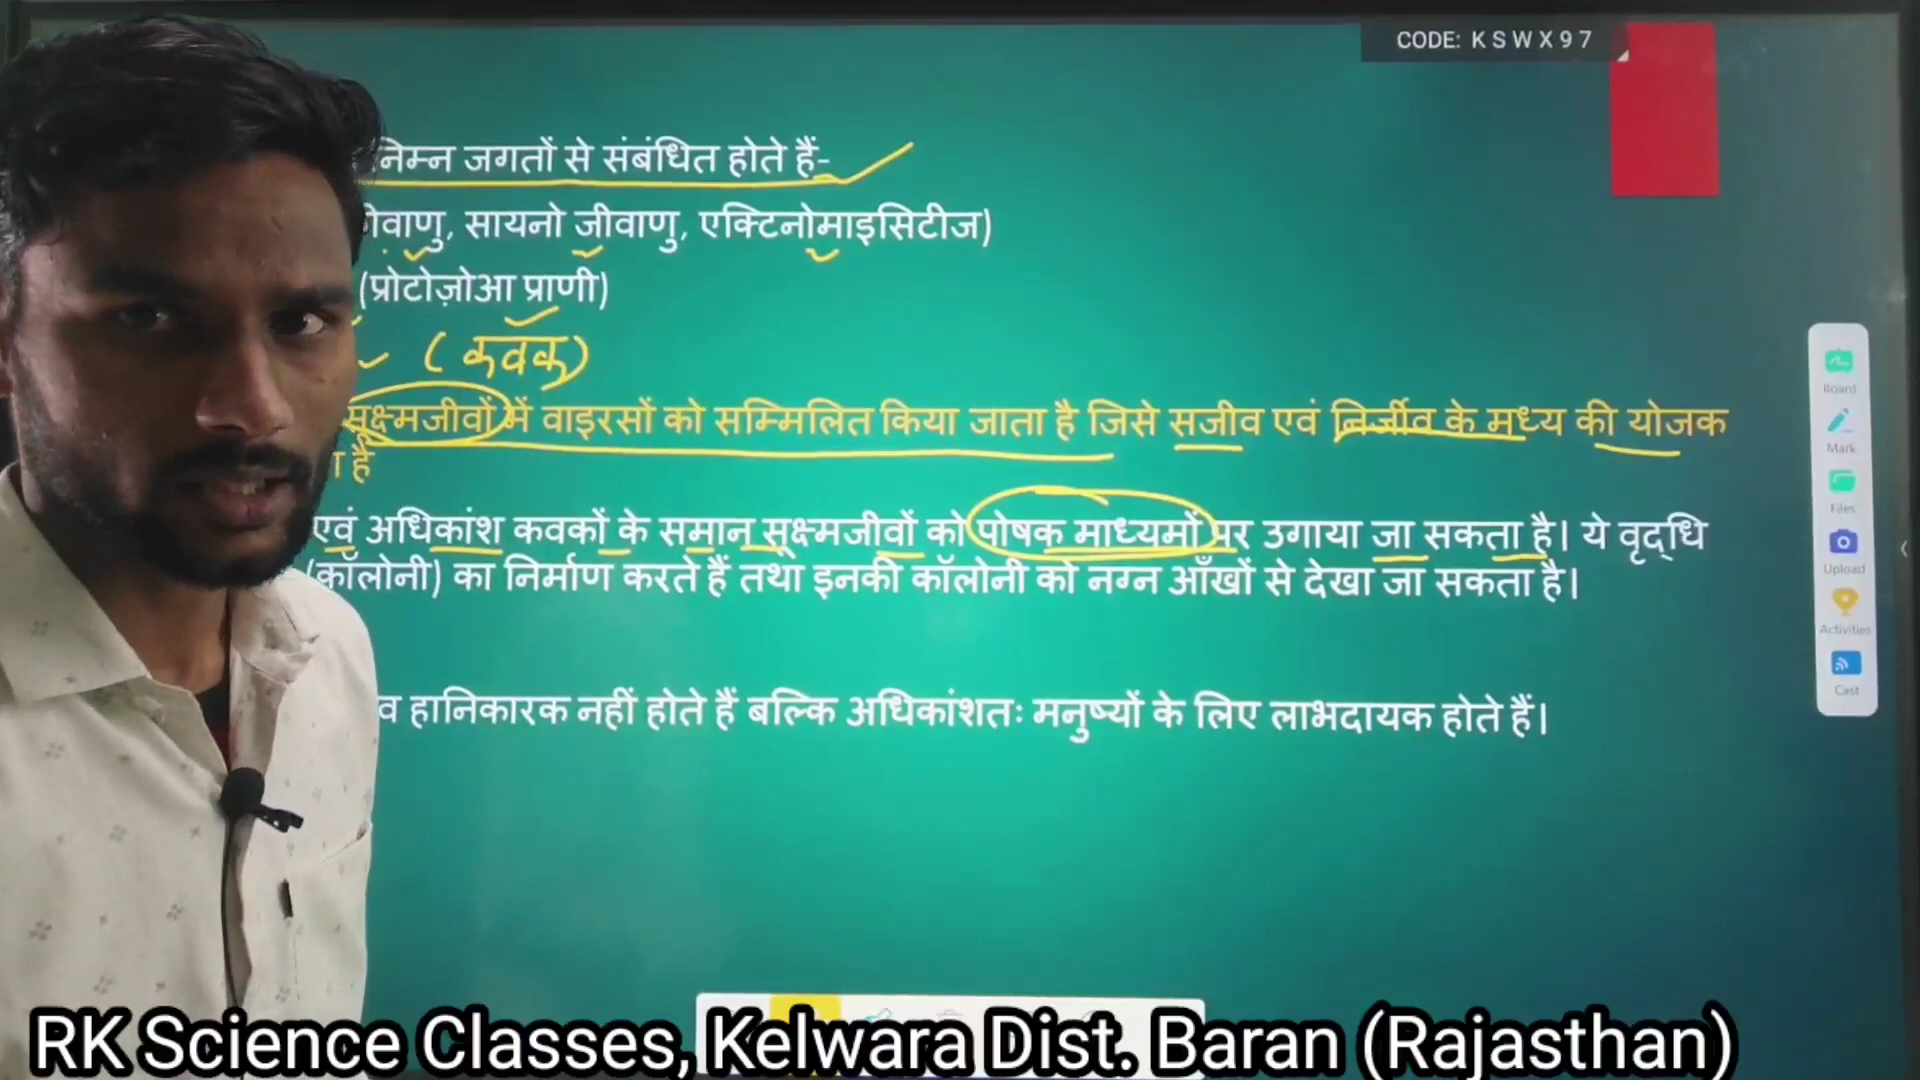 CODE: K S W X 9 7
निम्न जगतों से संबंधित होते हैं-
सायनो जीवाणु, एक्टिनोमाइसिटीज)
(प्रोटोज़ोआ प्राणी)
(कवक)
सूक्ष्मजीवों में वाइरसों को सम्मिलित किया जाता है जिसे सजीव एवं निर्जीव के मध्य की योजक
है
एवं अधिकांश कवकों के समान सूक्ष्मजीवों को पोषक माध्यमों पर उगाया जा सकता है। ये वृद्धि
(कॉलोनी) का निर्माण करते हैं तथा इनकी कॉलोनी को नग्न आँखों से देखा जा सकता है।
हानिकारक नहीं होते हैं बल्कि अधिकांशतः मनुष्यों के लिए लाभदायक होते हैं।
Board
Mark
Files
Upload
Activities
Cast
RK Science Classes, Kelwara Dist. Baran (Rajasthan)